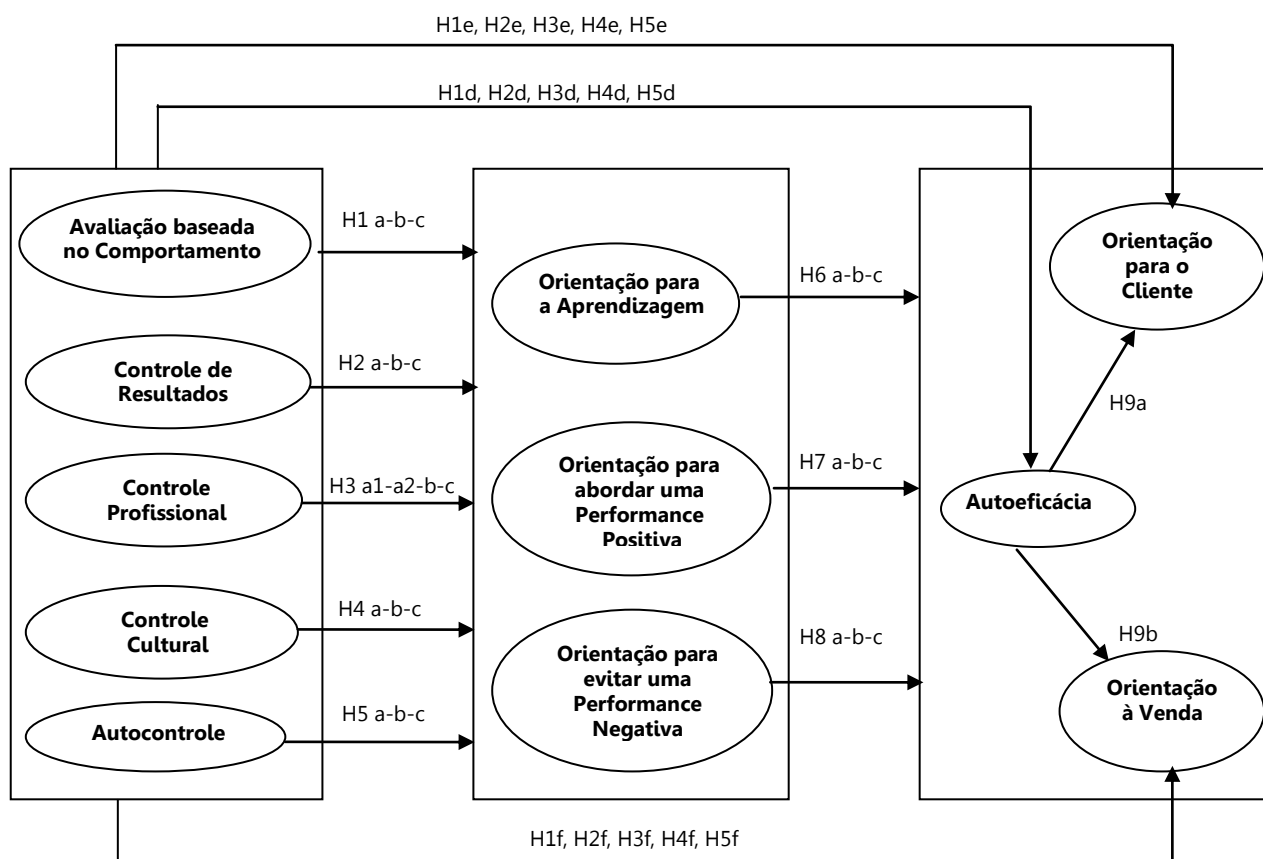 H1e, H2e, H3e, H4e, H5e
H1d, H2d, H3d, H4d, H5d
Avaliação baseada
no Comportamento
H1 a-b-c
Controle de
Resultados
H2 a-b-c
Controle
Profissional
H3 a1-a2-b-c
Controle
Cultural
H4 a-b-c
Autocontrole
H5 a-b-c
Orientação para
a Aprendizagem
H6 a-b-c
Orientação para
abordar uma
Performance
Positiva
H7 a-b-c
Orientação para
evitar uma
Performance
Negativa
H8 a-b-c
Orientação
para o
Cliente
H9a
Autoeficácia
H9b
Orientação
à Venda
H1f, H2f, H3f, H4f, H5f